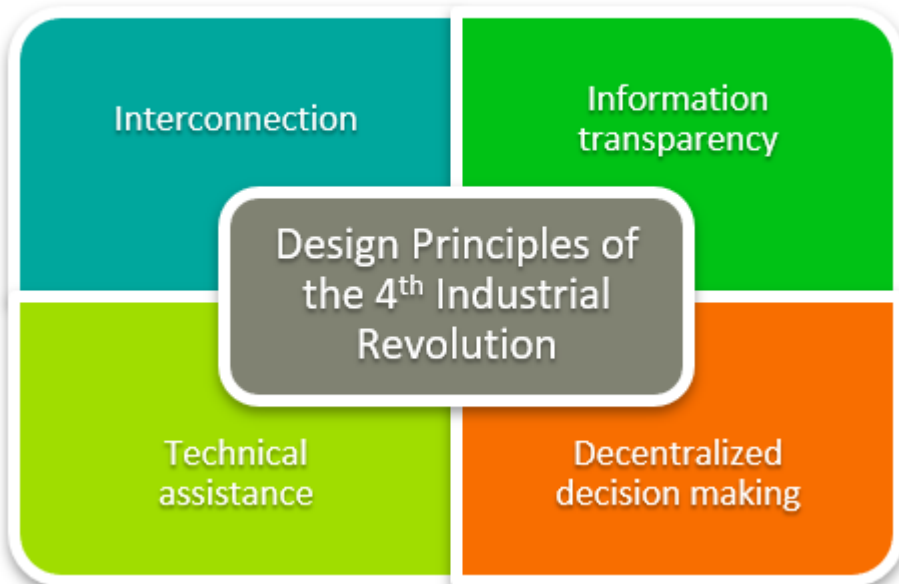 Interconnection
Information
transparency
Design Principles of
the 4th Industrial
Revolution
Technical
assistance
Decentralized
decision making